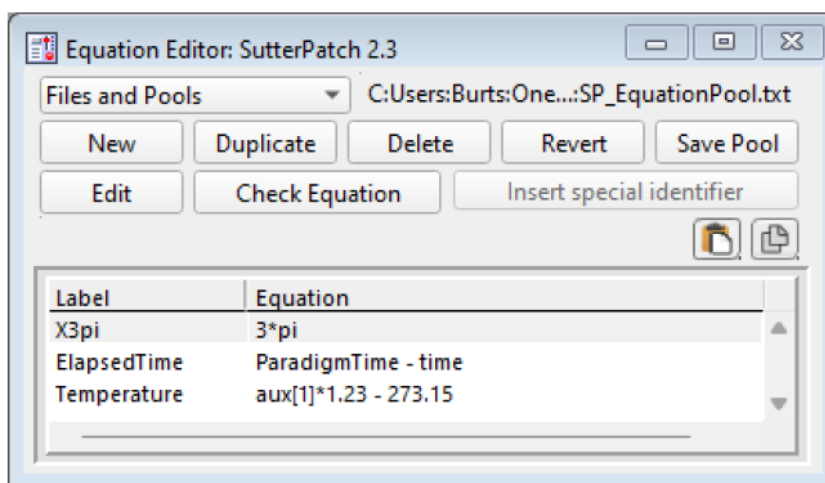 Equation Editor: SutterPatch 2.3
Files and Pools C:Users:Burts:One...:SP_EquationPool.txt
New Duplicate Delete Revert Save Pool
Edit Check Equation Insert special identifier
Label Equation
X3pi 3*pi
ElapsedTime ParadigmTime - time
Temperature aux[1]*1.23 - 273.15